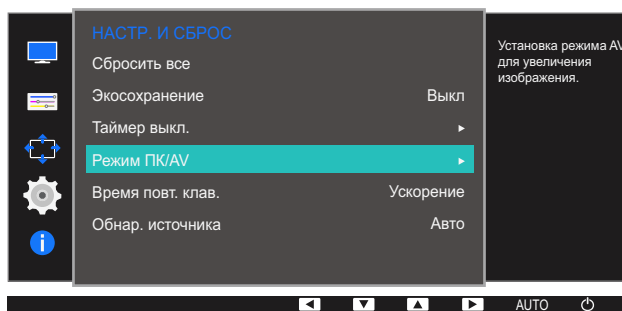 НАСТР. И СБРОС
Сбросить все
Экосохранение Выкл
Таймер выкл.
Режим ПК/AV
Время повт. клав. Ускорение
Обнар. источника Авто
Установка режима AV
для увеличения
изображения.
AUTO